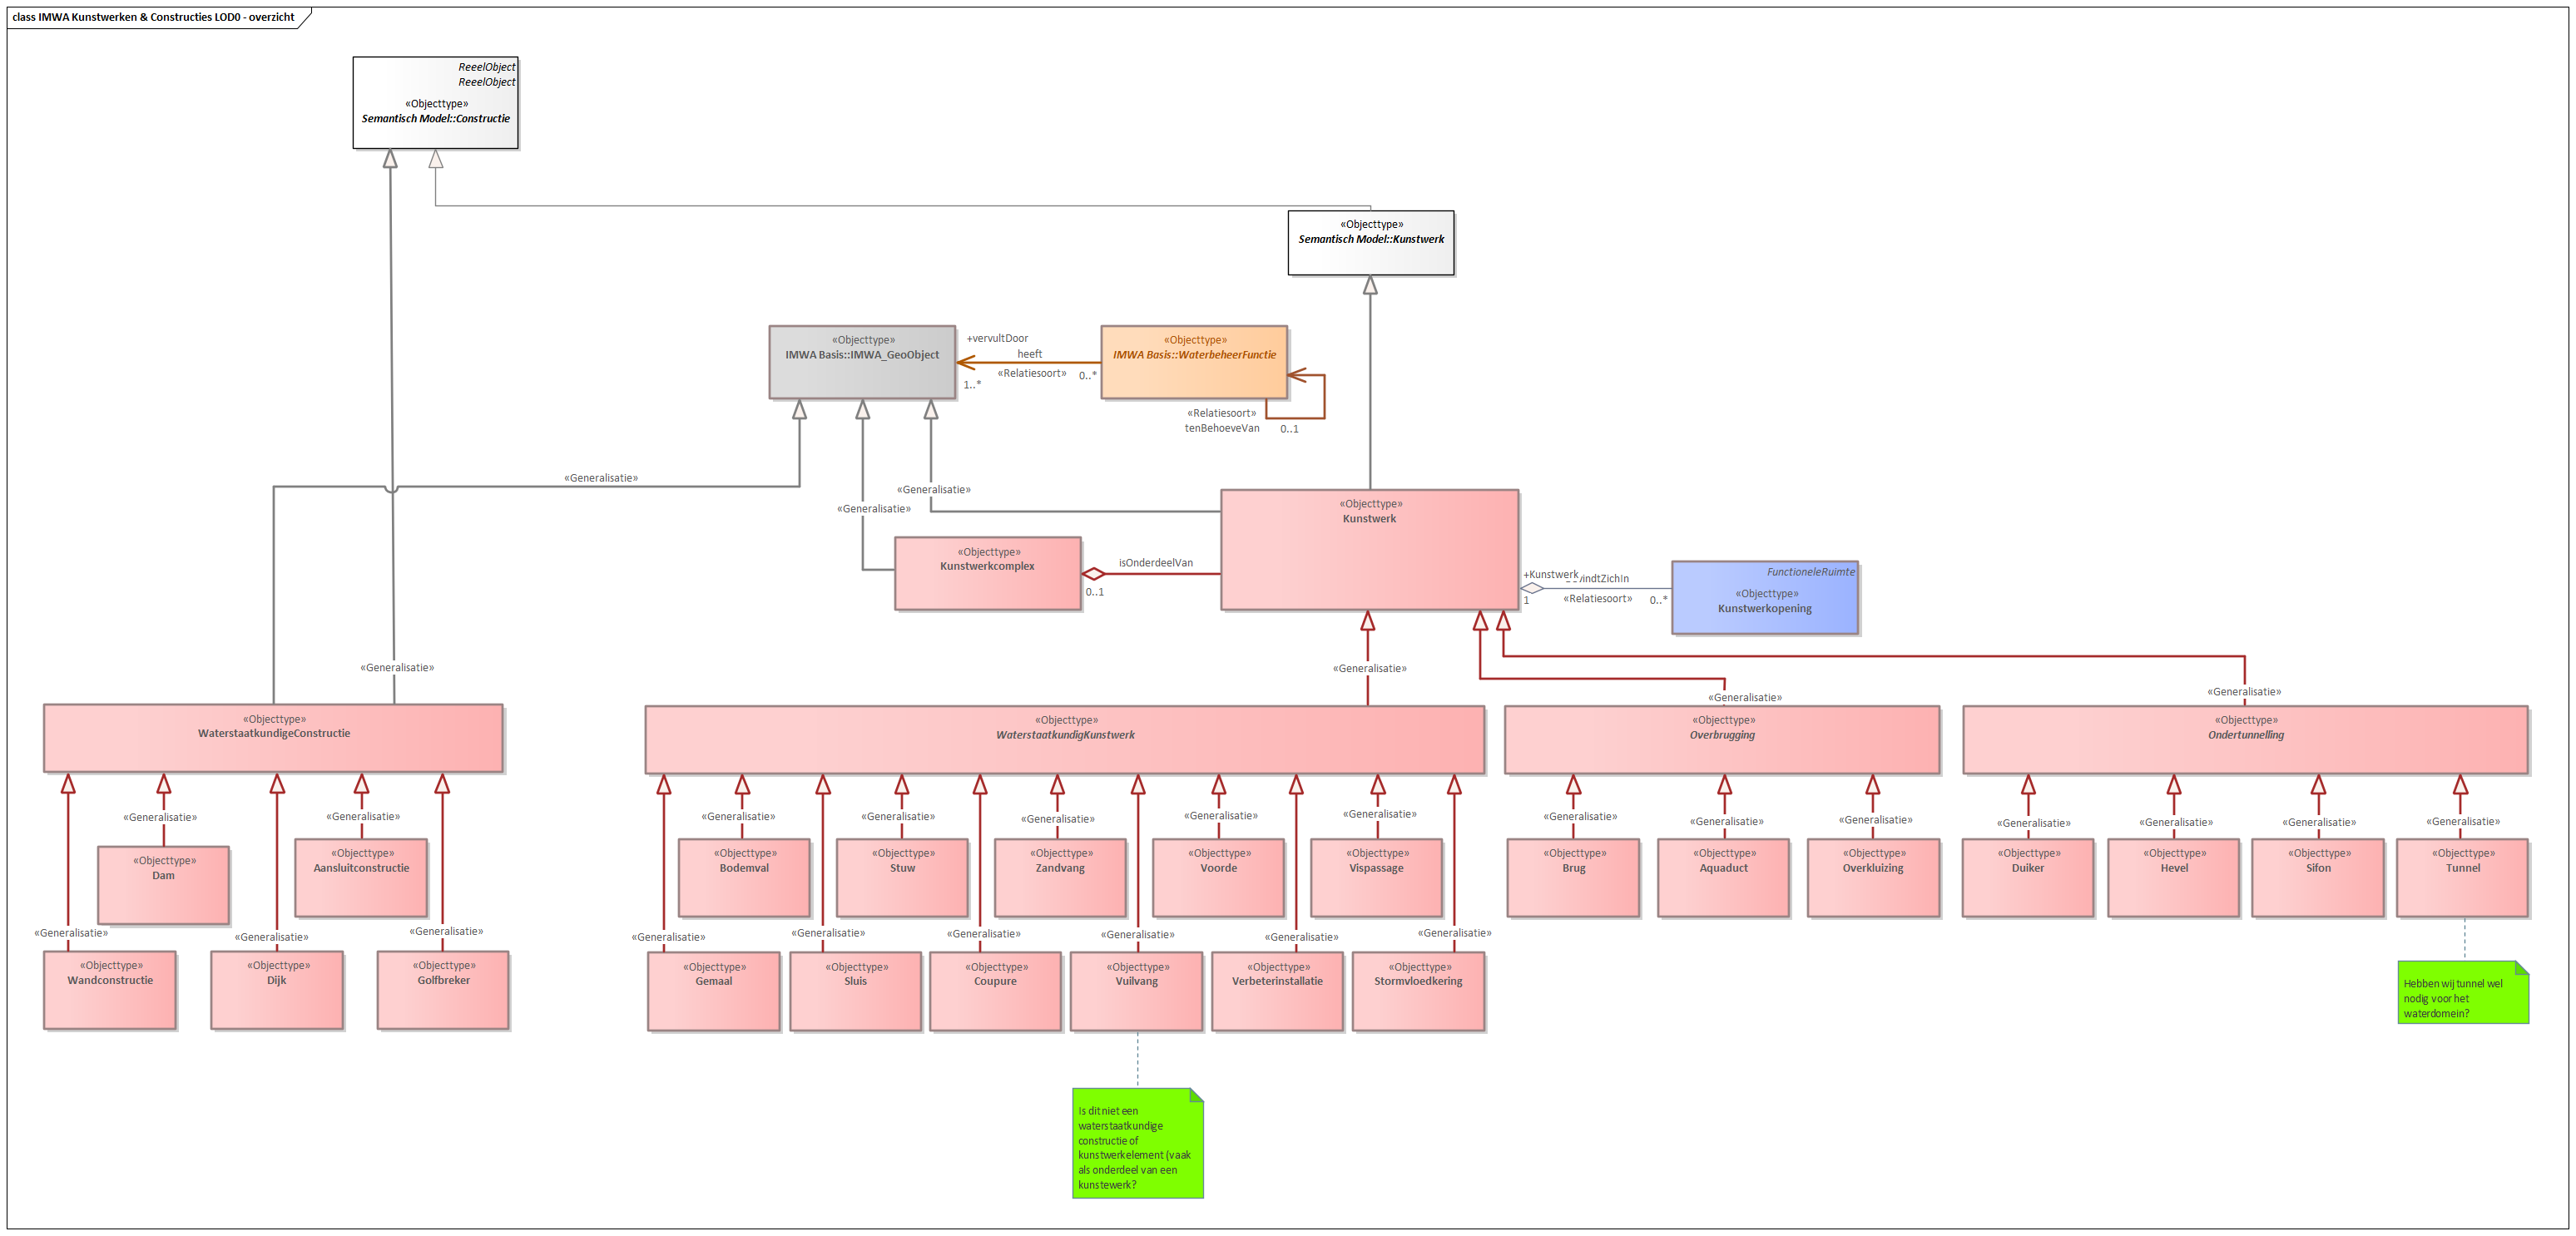 class IMWA Kunstwerken & Constructies LOD0 - overzicht
ReeelObject
ReeelObject
«Objecttype»
Semantisch Model::Constructie
«Objecttype»
Semantisch Model::Kunstwerk
«Objecttype»
IMWA Basis::IMWA_GeoObject
+vervultDoor
heeft
«Relatiesoort»
1..*
0..*
«Objecttype»
IMWA Basis::WaterbeheerFunctie
«Relatiesoort»
tenBehoeveVan
0..1
«Generalisatie»
«Generalisatie»
«Generalisatie»
«Objecttype»
Kunstwerk
«Objecttype»
Kunstwerkcomplex
isOnderdeelVan
0..1
+Kunstwerk
indtZichIn
1
«Relatiesoort»
0..*
FunctioneleRuimte
«Objecttype»
Kunstwerkopening
«Generalisatie»
«Generalisatie»
«Generalisatie»
«Generalisatie»
«Objecttype»
WaterstaatkundigeConstructie
«Objecttype»
WaterstaatkundigKunstwerk
«Objecttype»
Overbrugging
«Objecttype»
Ondertunnelling
«Generalisatie»
«Generalisatie»
«Generalisatie»
«Generalisatie»
«Generalisatie»
«Generalisatie»
«Generalisatie»
«Generalisatie»
«Generalisatie»
«Generalisatie»
«Generalisatie»
«Generalisatie»
«Generalisatie»
«Generalisatie»
«Objecttype»
Dam
«Objecttype»
Aansluitconstructie
«Objecttype»
Bodemval
«Objecttype»
Stuw
«Objecttype»
Zandvang
«Objecttype»
Voorde
«Objecttype»
Vispassage
«Objecttype»
Brug
«Objecttype»
Aquaduct
«Objecttype»
Overkluizing
«Objecttype»
Duiker
«Objecttype»
Hevel
«Objecttype»
Sifon
«Objecttype»
Tunnel
«Generalisatie»
«Generalisatie»
«Generalisatie»
«Generalisatie»
«Generalisatie»
«Generalisatie»
«Generalisatie»
«Generalisatie»
«Generalisatie»
«Objecttype»
Wandconstructie
«Objecttype»
Dijk
«Objecttype»
Golfbreker
«Objecttype»
Gemaal
«Objecttype»
Sluis
«Objecttype»
Coupure
«Objecttype»
Vuilvang
«Objecttype»
Verbeterinstallatie
«Objecttype»
Stormvloedkering
Hebben wij tunnel wel
nodig voor het
waterdomein?
Is dit niet een
waterstaatkundige
constructie of
kunstwerkelement (vaak
als onderdeel van een
kunstewerk?